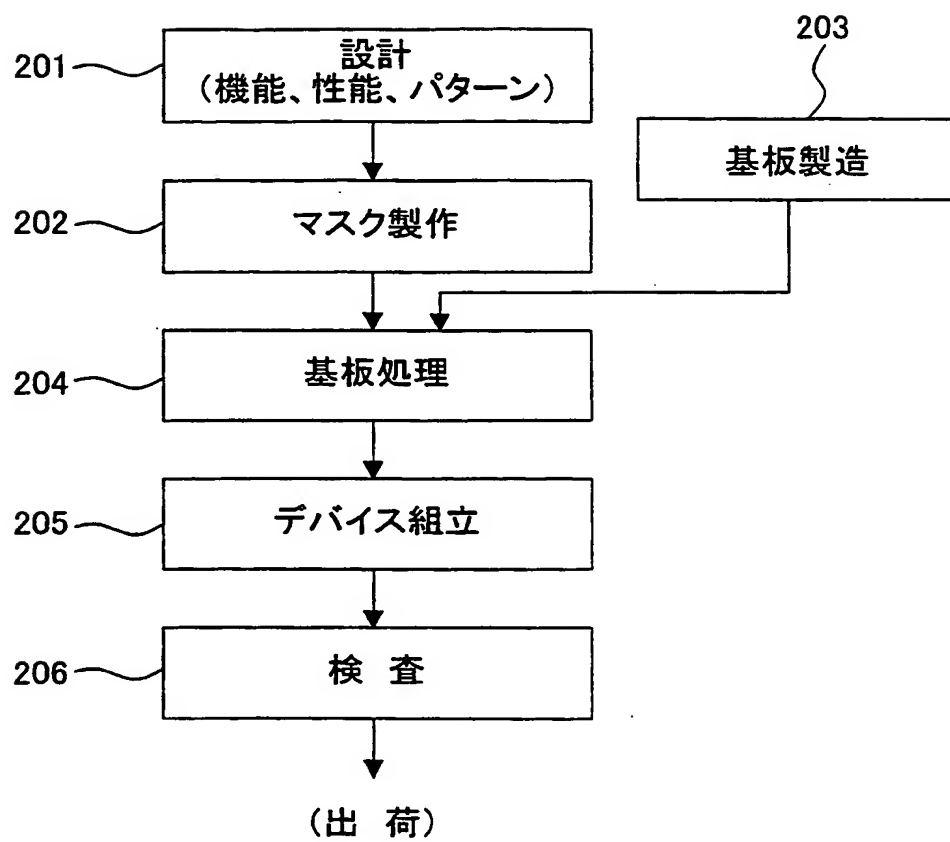 201
設計
(機能、性能、パターン)
203
基板製造
202
マスク製作
204
基板処理
205
デバイス組立
206
検 査
(出 荷)